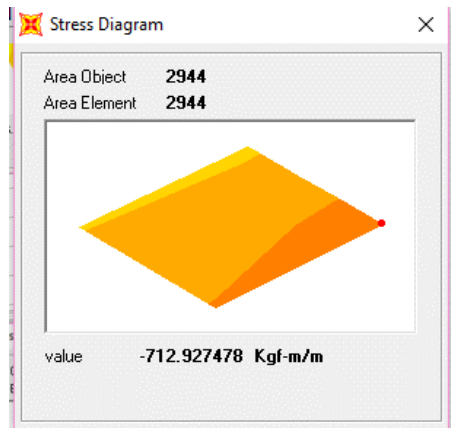 Stress Diagram
Area Object 2944
Area Element 2944
value -712.927478 Kgf-m/m